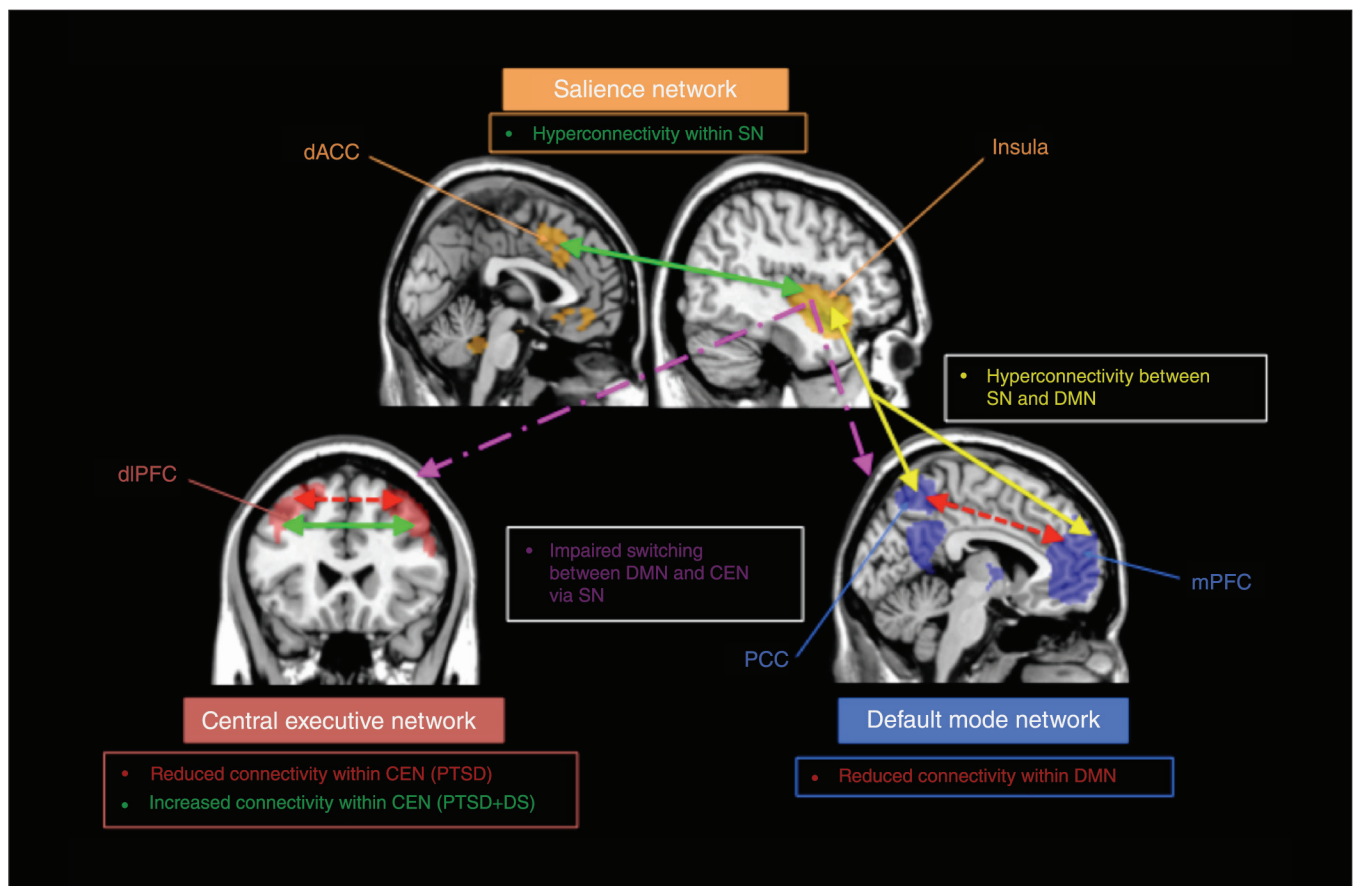 Salience network
• Hyperconnectivity within SN
dACC
Insula
• Hyperconnectivity between
SN and DMN
dlPFC
• Impaired switching
between DMN and CEN
via SN
mPFC
PCC
Central executive network
• Reduced connectivity within CEN (PTSD)
• Increased connectivity within CEN (PTSD+DS)
Default mode network
• Reduced connectivity within DMN